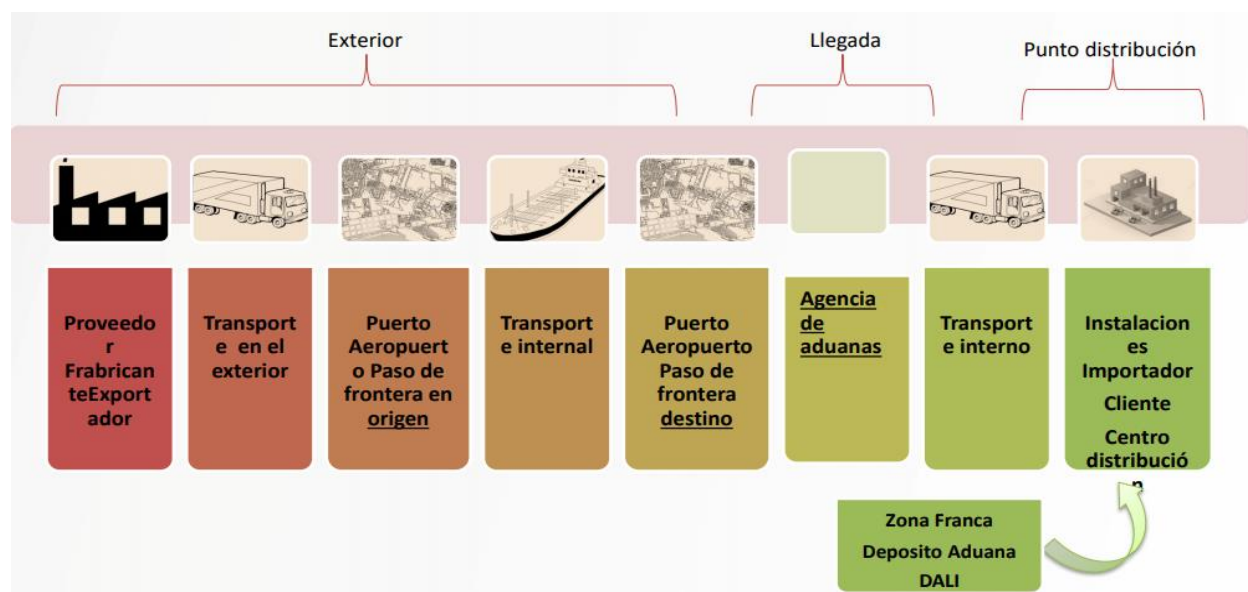 Exterior
Llegada
Punto distribución
Proveedo
r
Frabrican
teExport
ador
Transport
e en el
exterior
Puerto
Aeropuert
o Paso de
frontera en
origen
Transport
e internal
Puerto
Aeropuerto
Paso de
frontera
destino
Agencia
de
aduanas
Transport
e interno
Instalacion
es
Importador
Cliente
Centro
distribució
n
Zona Franca
Deposito Aduana
DALI